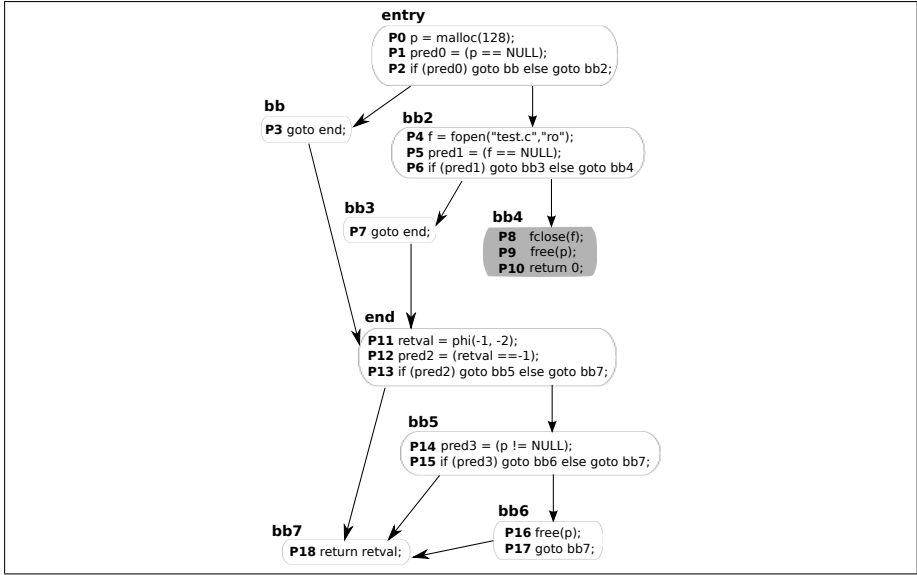 entry
P0 p = malloc(128);
P1 pred0 = (p == NULL);
P2 if (pred0) goto bb else goto bb2;
bb
P3 goto end;
bb2
P4 f = fopen("test.c","ro");
P5 pred1 = (f == NULL);
P6 if (pred1) goto bb3 else goto bb4
bb3
P7 goto end;
bb4
P8 fclose(f);
P9 free(p);
P10 return 0;
end
P11 retval = phi(-1, -2);
P12 pred2 = (retval ==-1);
P13 if (pred2) goto bb5 else goto bb7;
bb5
P14 pred3 = (p != NULL);
P15 if (pred3) goto bb6 else goto bb7;
bb6
P16 free(p);
P17 goto bb7;
bb7
P18 return retval;